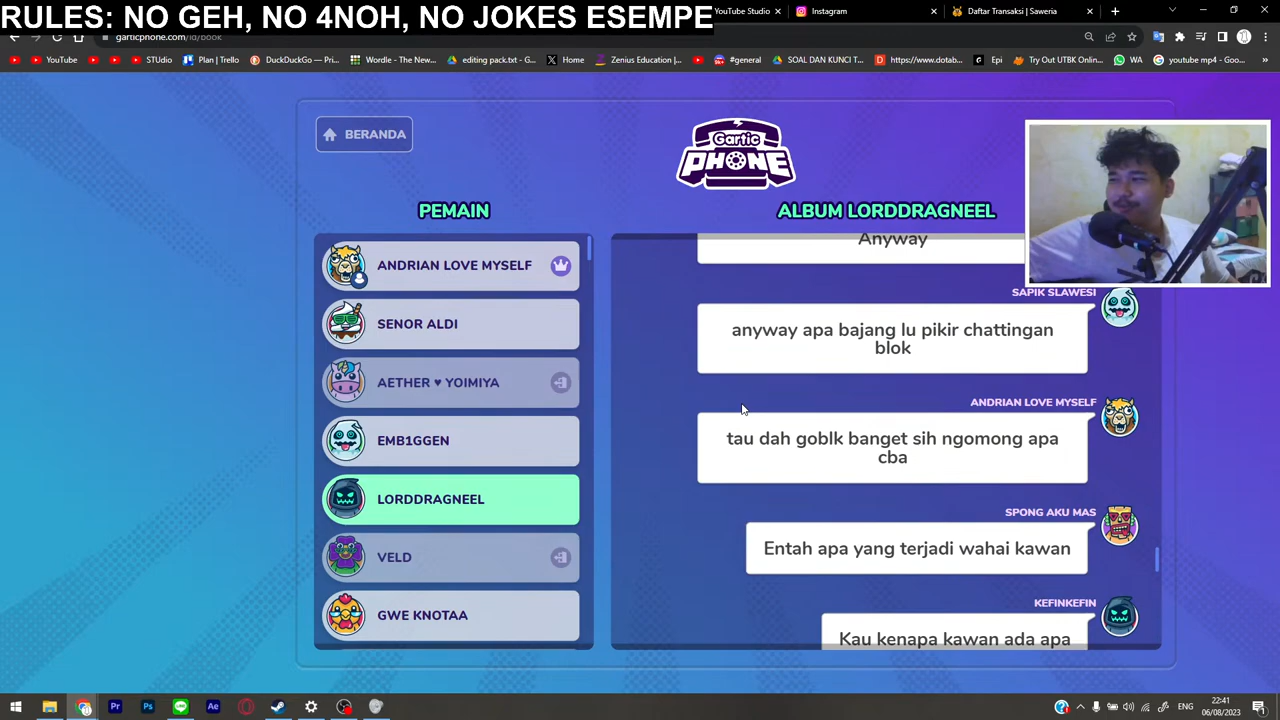 RULES: NO GEH, NO 4NOH, NO JOKES ESEMPE
YouTube Studio
Instagram
Daftar Transaksi | Saweria
garticphone.com/id/book
YouTube
STUdio
Plan | Trello
DuckDuckGo — Pri...
Wordle - The New...
editing pack.txt - G...
Home
Zenius Education |...
#general
SOAL DAN KUNCI T...
https://www.dotab...
Epi
Try Out UTBK Onlin...
WA
youtube mp4 - Goo...
BERANDA
Gartic
PHONE
PEMAIN
ALBUM LORDDRAGNEEL
ANDRIAN LOVE MYSELF
SENOR ALDI
AETHER ♥ YOIMIYA
EMB1GGEN
LORDDRAGNEEL
VELD
GWE KNOTAA
Anyway
SAPIK SLAWESI
anyway apa bajang lu pikir chattingan
blok
ANDRIAN LOVE MYSELF
tau dah goblk banget sih ngomong apa
cba
SPONG AKU MAS
Entah apa yang terjadi wahai kawan
KEFINKEFIN
Kau kenapa kawan ada apa
ENG
22:41
06/08/2023